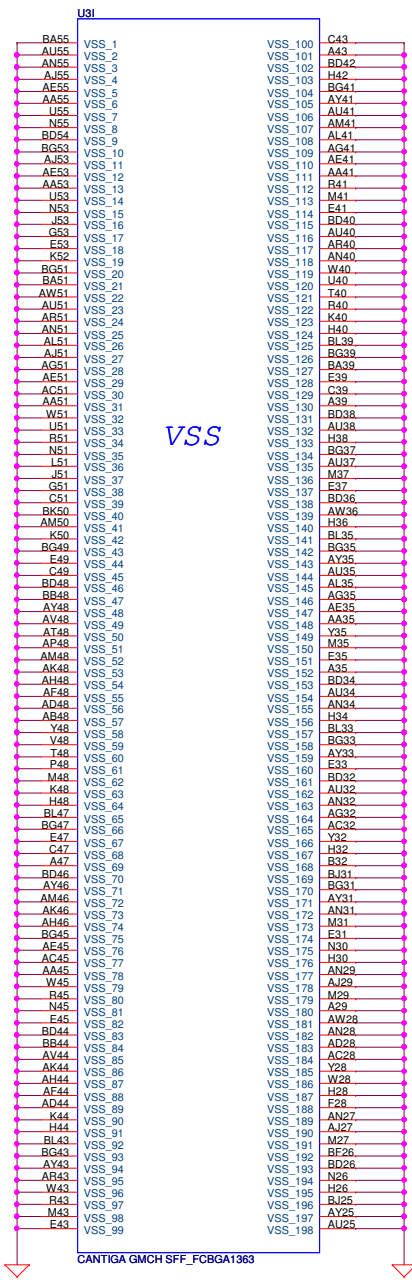 U3I
BA55 VSS_1 VSS_100 C43
AU55 VSS_2 VSS_101 A43
AN55 VSS_3 VSS_102 BD42
AJ55 VSS_4 VSS_103 H42
AE55 VSS_5 VSS_104 BG41
AA55 VSS_6 VSS_105 AY41
U55 VSS_7 VSS_106 AU41
N55 VSS_8 VSS_107 AM41
BD54 VSS_9 VSS_108 AL41
BG53 VSS_10 VSS_109 AG41
AJ53 VSS_11 VSS_110 AE41
AE53 VSS_12 VSS_111 AA41
AA53 VSS_13 VSS_112 R41
U53 VSS_14 VSS_113 M41
N53 VSS_15 VSS_114 E41
J53 VSS_16 VSS_115 BD40
G53 VSS_17 VSS_116 AU40
E53 VSS_18 VSS_117 AR40
K52 VSS_19 VSS_118 AN40
BG51 VSS_20 VSS_119 W40
BA51 VSS_21 VSS_120 U40
AW51 VSS_22 VSS_121 T40
AU51 VSS_23 VSS_122 R40
AR51 VSS_24 VSS_123 K40
AN51 VSS_25 VSS_124 H40
AL51 VSS_26 VSS_125 BL39
AJ51 VSS_27 VSS_126 BG39
AG51 VSS_28 VSS_127 BA39
AE51 VSS_29 VSS_128 E39
AC51 VSS_30 VSS_129 C39
AA51 VSS_31 VSS_130 A39
W51 VSS_32 VSS_131 BD38
U51 VSS_33 VSS_132 AU38
VSS
R51 VSS_34 VSS_133 H38
N51 VSS_35 VSS_134 BG37
L51 VSS_36 VSS_135 AU37
J51 VSS_37 VSS_136 M37
G51 VSS_38 VSS_137 E37
C51 VSS_39 VSS_138 BD36
BK50 VSS_40 VSS_139 AW36
AM50 VSS_41 VSS_140 H36
K50 VSS_42 VSS_141 BL35
BG49 VSS_43 VSS_142 BG35
E49 VSS_44 VSS_143 AY35
C49 VSS_45 VSS_144 AU35
BD48 VSS_46 VSS_145 AL35
BB48 VSS_47 VSS_146 AG35
AY48 VSS_48 VSS_147 AE35
AV48 VSS_49 VSS_148 AA35
AT48 VSS_50 VSS_149 Y35
AP48 VSS_51 VSS_150 M35
AM48 VSS_52 VSS_151 E35
AK48 VSS_53 VSS_152 A35
AH48 VSS_54 VSS_153 BD34
AF48 VSS_55 VSS_154 AU34
AD48 VSS_56 VSS_155 AN34
AB48 VSS_57 VSS_156 H34
Y48 VSS_58 VSS_157 BL33
V48 VSS_59 VSS_158 BG33
T48 VSS_60 VSS_159 AY33
P48 VSS_61 VSS_160 E33
M48 VSS_62 VSS_161 BD32
K48 VSS_63 VSS_162 AU32
H48 VSS_64 VSS_163 AN32
BL47 VSS_65 VSS_164 AG32
BG47 VSS_66 VSS_165 AC32
E47 VSS_67 VSS_166 Y32
C47 VSS_68 VSS_167 H32
A47 VSS_69 VSS_168 B32
BD46 VSS_70 VSS_169 BJ31
AY46 VSS_71 VSS_170 BG31
AM46 VSS_72 VSS_171 AY31
AK46 VSS_73 VSS_172 AN31
AH46 VSS_74 VSS_173 M31
BG45 VSS_75 VSS_174 E31
AE45 VSS_76 VSS_175 N30
AC45 VSS_77 VSS_176 H30
AA45 VSS_78 VSS_177 AN29
W45 VSS_79 VSS_178 AJ29
R45 VSS_80 VSS_179 M29
N45 VSS_81 VSS_180 A29
E45 VSS_82 VSS_181 AW28
BD44 VSS_83 VSS_182 AN28
BB44 VSS_84 VSS_183 AD28
AV44 VSS_85 VSS_184 AC28
AK44 VSS_86 VSS_185 Y28
AH44 VSS_87 VSS_186 W28
AF44 VSS_88 VSS_187 H28
AD44 VSS_89 VSS_188 F28
K44 VSS_90 VSS_189 AN27
H44 VSS_91 VSS_190 AJ27
BL43 VSS_92 VSS_191 M27
BG43 VSS_93 VSS_192 BF26
AY43 VSS_94 VSS_193 BD26
AR43 VSS_95 VSS_194 N26
W43 VSS_96 VSS_195 H26
R43 VSS_97 VSS_196 BJ25
M43 VSS_98 VSS_197 AY25
E43 VSS_99 VSS_198 AU25
CANTIGA GMCH SFF_FCBGA1363